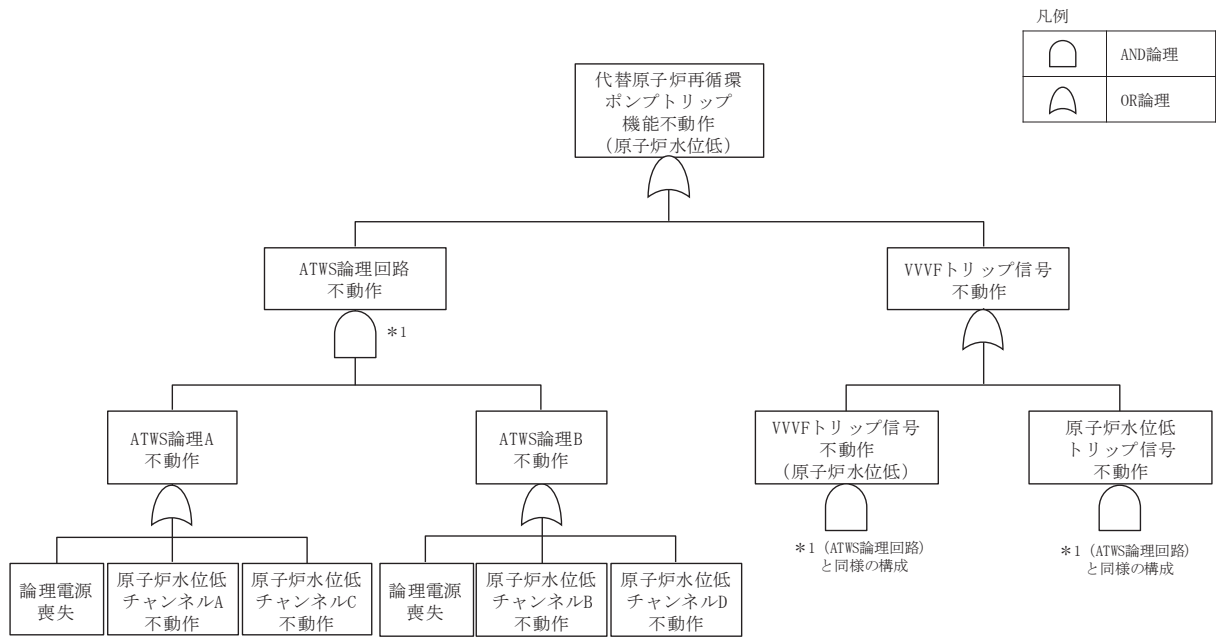 凡例
AND論理
OR論理
代替原子炉再循環
ポンプトリップ
機能不動作
(原子炉水位低)
ATWS論理回路
不動作
*1
VVVFトリップ信号
不動作
ATWS論理A
不動作
ATWS論理B
不動作
VVVFトリップ信号
不動作
(原子炉水位低)
原子炉水位低
トリップ信号
不動作
*1(ATWS論理回路)
と同様の構成
*1(ATWS論理回路)
と同様の構成
論理電源
喪失
原子炉水位低
チャンネルA
不動作
原子炉水位低
チャンネルC
不動作
論理電源
喪失
原子炉水位低
チャンネルB
不動作
原子炉水位低
チャンネルD
不動作